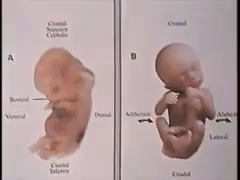 Cranial
Superior
Cephalic
A
Rostral
Ventral
Dorsal
Caudal
Inferior
Cranial
B
Adduction
Abduction
Lateral
Caudal